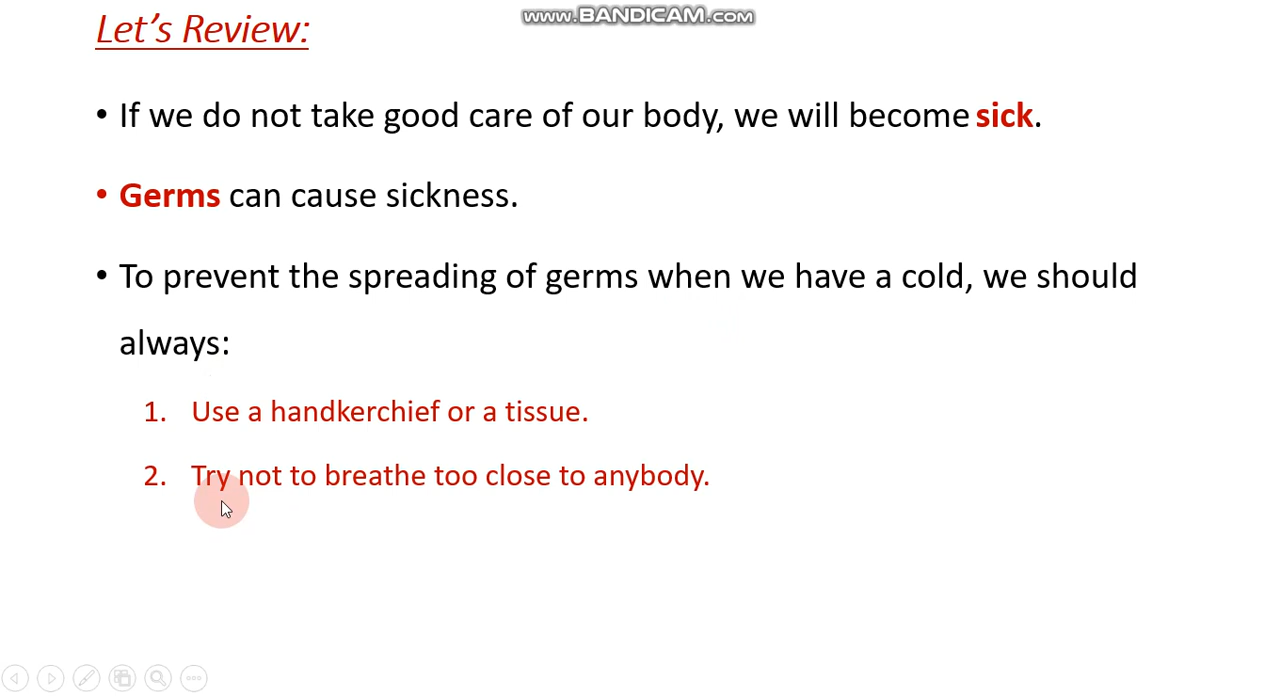 www.BANDICAM.com
Let’s Review:
• If we do not take good care of our body, we will become sick.
• Germs can cause sickness.
• To prevent the spreading of germs when we have a cold, we should
always:
1. Use a handkerchief or a tissue.
2. Try not to breathe too close to anybody.